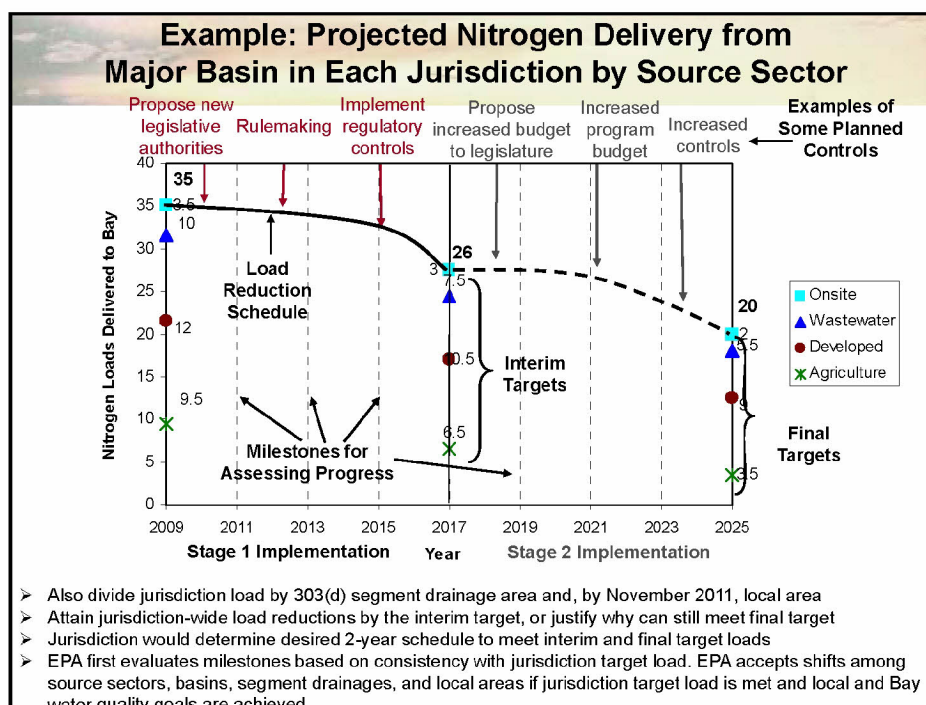 Example: Projected Nitrogen Delivery from
Major Basin in Each Jurisdiction by Source Sector
Propose new
legislative
authorities
Rulemaking
Implement
regulatory
controls
Propose
increased budget
to legislature
Increased
program
budget
Increased
controls
Examples of
Some Planned
Controls
Nitrogen Loads Delivered to Bay
40
35
30
25
20
15
10
5
0
35
3.5
10
12
9.5
Load
Reduction
Schedule
Milestones for
Assessing Progress
26
3
7.5
0.5
6.5
Interim
Targets
20
2
5.5
9
3.5
Final
Targets
Onsite
Wastewater
Developed
Agriculture
2009
2011
2013
2015
2017
2019
2021
2023
2025
Stage 1 Implementation
Year
Stage 2 Implementation
➢ Also divide jurisdiction load by 303(d) segment drainage area and, by November 2011, local area
➢ Attain jurisdiction-wide load reductions by the interim target, or justify why can still meet final target
➢ Jurisdiction would determine desired 2-year schedule to meet interim and final target loads
➢ EPA first evaluates milestones based on consistency with jurisdiction target load. EPA accepts shifts among
source sectors, basins, segment drainages, and local areas if jurisdiction target load is met and local and Bay
water quality goals are achieved